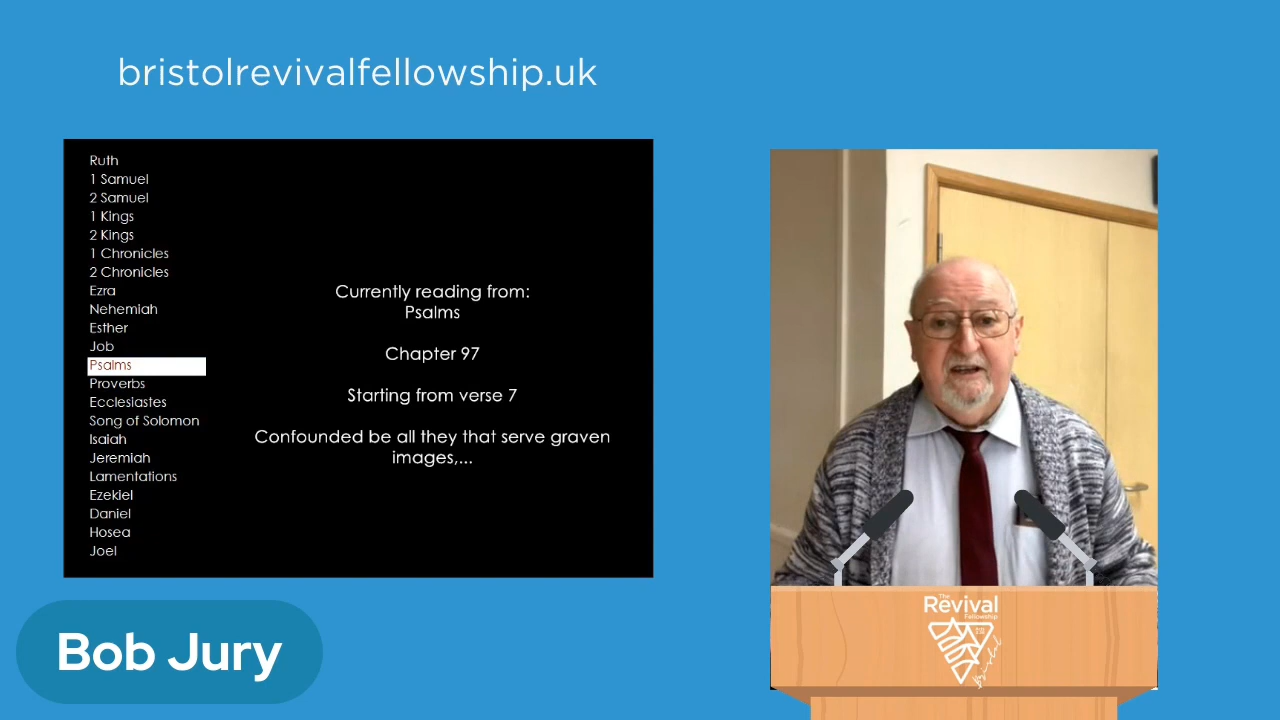 bristolrevivalfellowship.uk
Ruth
1 Samuel
2 Samuel
1 Kings
2 Kings
1 Chronicles
2 Chronicles
Ezra
Nehemiah
Esther
Job
Psalms
Proverbs
Ecclesiastes
Song of Solomon
Isaiah
Jeremiah
Lamentations
Ezekiel
Daniel
Hosea
Joel
Currently reading from:
Psalms
Chapter 97
Starting from verse 7
Confounded be all they that serve graven
images,...
Bob Jury
The
Revival
Fellowship
Bristol